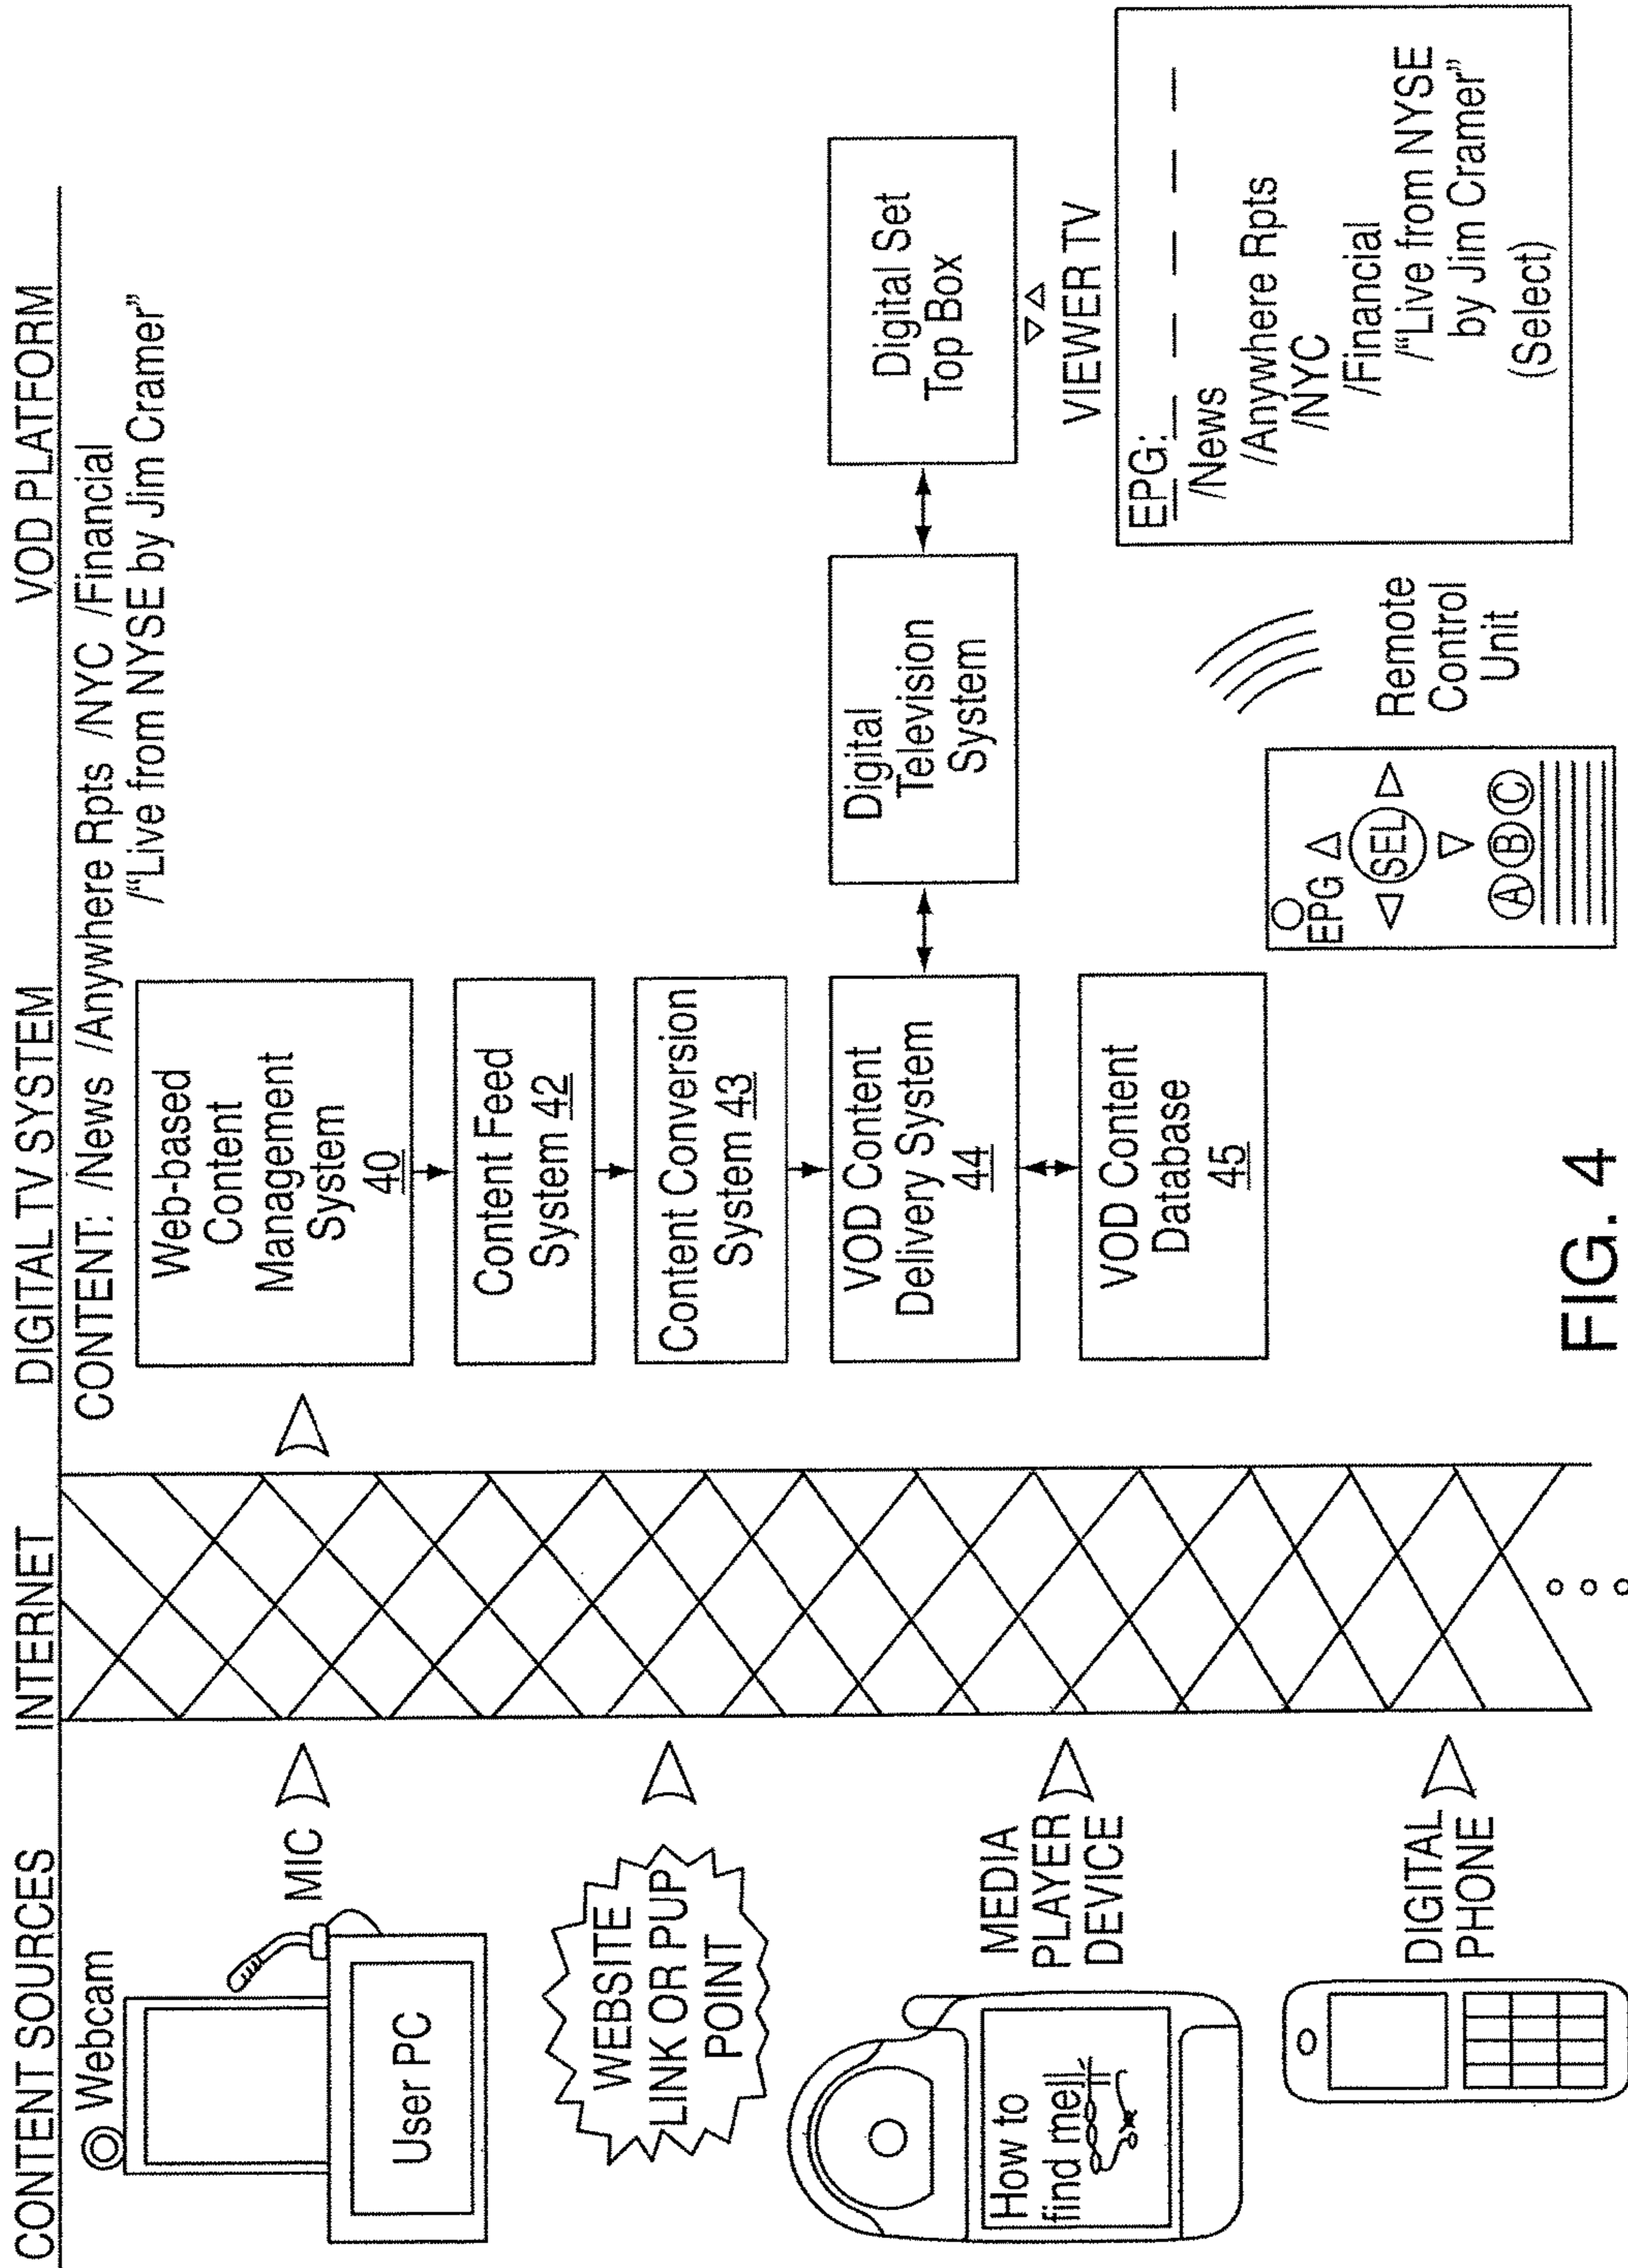 CONTENT SOURCES
INTERNET
DIGITAL TV SYSTEM
VOD PLATFORM
Webcam
MIC
User PC
WEBSITE
LINK OR PUP
POINT
MEDIA
PLAYER
DEVICE
How to
find me!!
DIGITAL
PHONE
CONTENT: /News /Anywhere Rpts /NYC /Financial
/“Live from NYSE by Jim Cramer”
Web-based
Content
Management
System
40
Content Feed
System 42
Content Conversion
System 43
VOD Content
Delivery System
44
VOD Content
Database
45
Digital
Television
System
Digital Set
Top Box
VIEWER TV
EPG:
/News
/Anywhere Rpts
/NYC
/Financial
/“Live from NYSE
by Jim Cramer”
(Select)
Remote
Control
Unit
EPG
SEL
A B C
FIG. 4